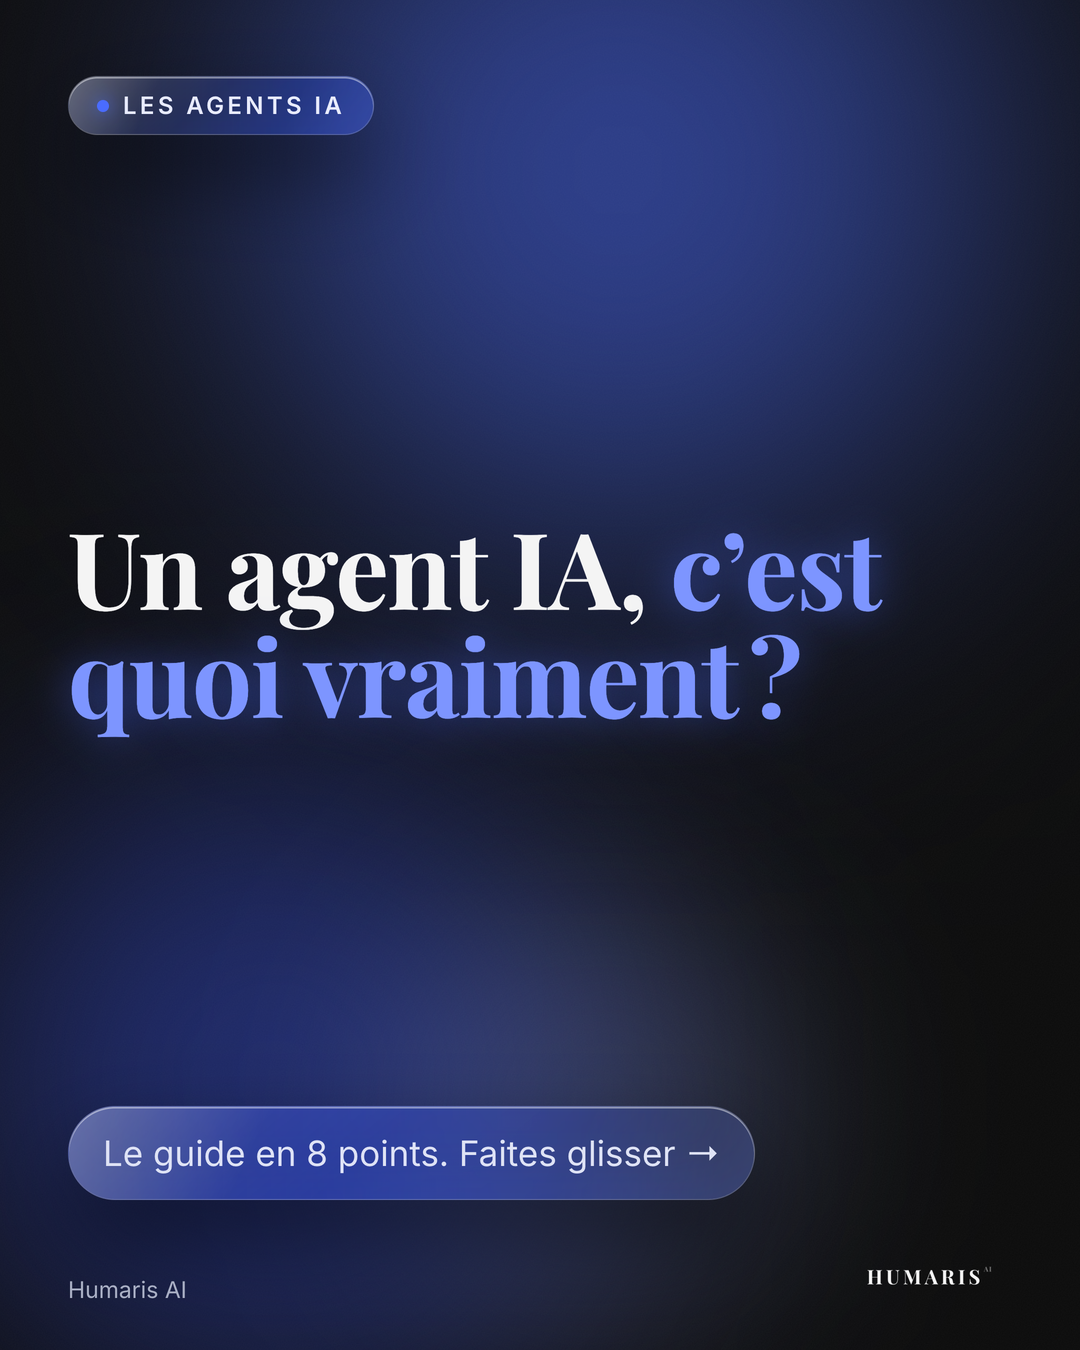 LES AGENTS IA
Un agent IA, c’est
quoi vraiment ?
Le guide en 8 points. Faites glisser →
Humaris AI
HUMARIS AI